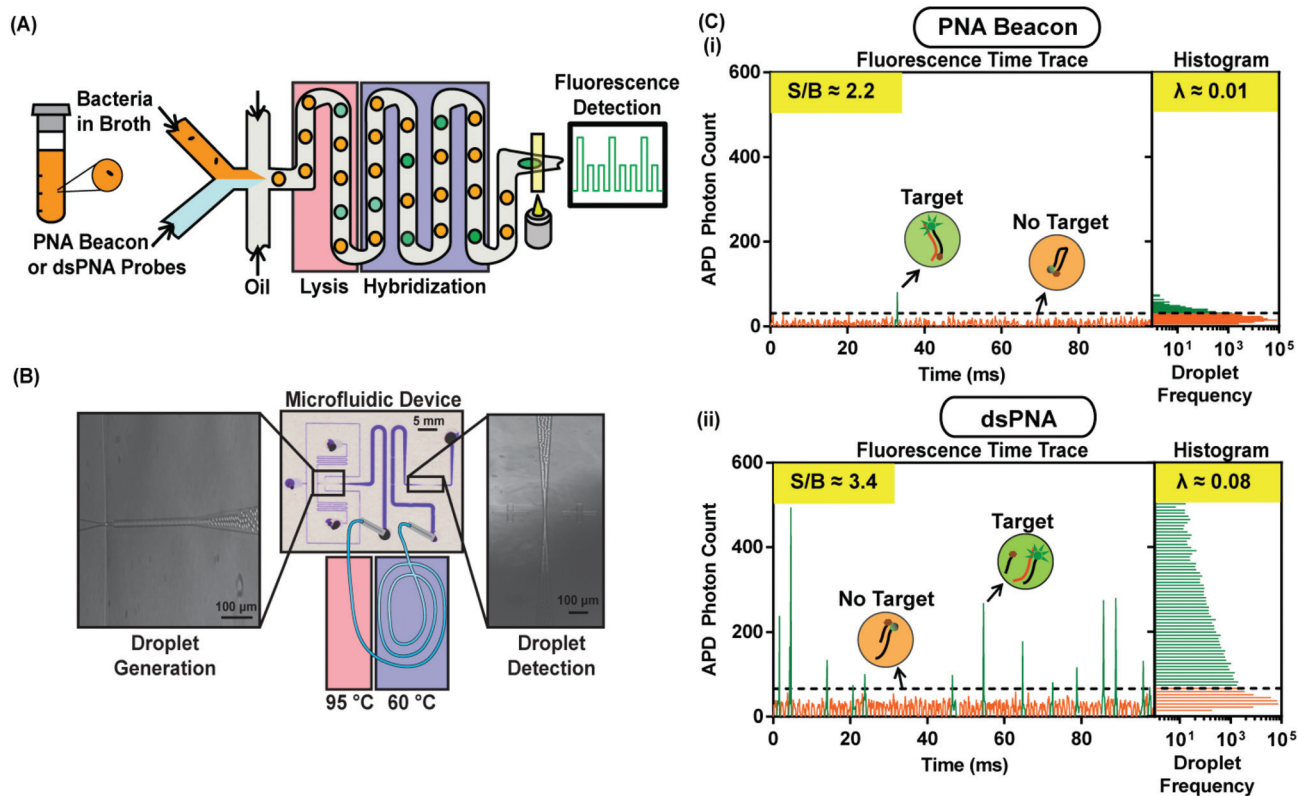 (A)
Bacteria
in Broth
PNA Beacon
or dsPNA Probes
Oil
Lysis
Hybridization
Fluorescence
Detection
(B)
Microfluidic Device
5 mm
100 µm
100 µm
Droplet
Generation
Droplet
Detection
95 °C
60 °C
(C)
PNA Beacon
(i)
Fluorescence Time Trace
Histogram
S/B ≈ 2.2
λ ≈ 0.01
APD Photon Count
600
400
200
0
Target
No Target
0
20
40
60
80
Time (ms)
10¹
10³
10⁵
Droplet
Frequency
dsPNA
(ii)
Fluorescence Time Trace
Histogram
S/B ≈ 3.4
λ ≈ 0.08
APD Photon Count
600
400
200
0
Target
No Target
0
20
40
60
80
Time (ms)
10¹
10³
10⁵
Droplet
Frequency